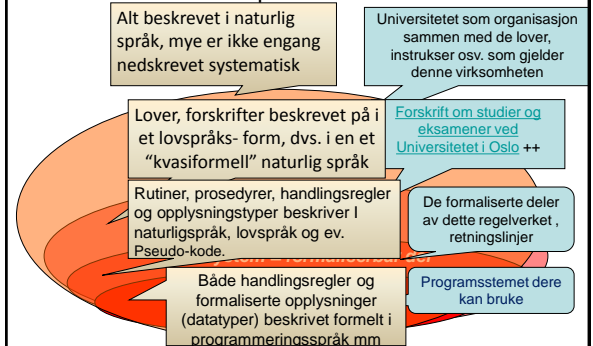 Alt beskrevet i naturlig
språk, mye er ikke engang
nedskrevet systematisk
Universitetet som organisasjon
sammen med de lover,
instrukser osv. som gjelder
denne virksomheten
Lover, forskrifter beskrevet på i
et lovspråks- form, dvs. i en et
“kvasiformell” naturlig språk
Forskrift om studier og
eksamener ved
Universitetet i Oslo ++
Rutiner, prosedyrer, handlingsregler
og opplysningstyper beskriver I
naturligspråk, lovspråk og ev.
Pseudo-kode.
De formaliserte deler
av dette regelverket ,
retningslinjer
Både handlingsregler og
formaliserte opplysninger
(datatyper) beskrivet formelt i
programmeringsspråk mm
Programsstemet dere
kan bruke